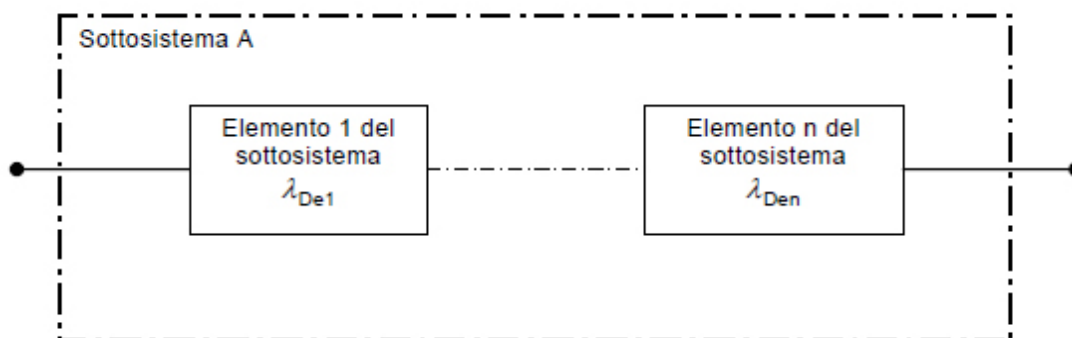 Sottosistema A
Elemento 1 del
sottosistema
λDe1
Elemento n del
sottosistema
λDen